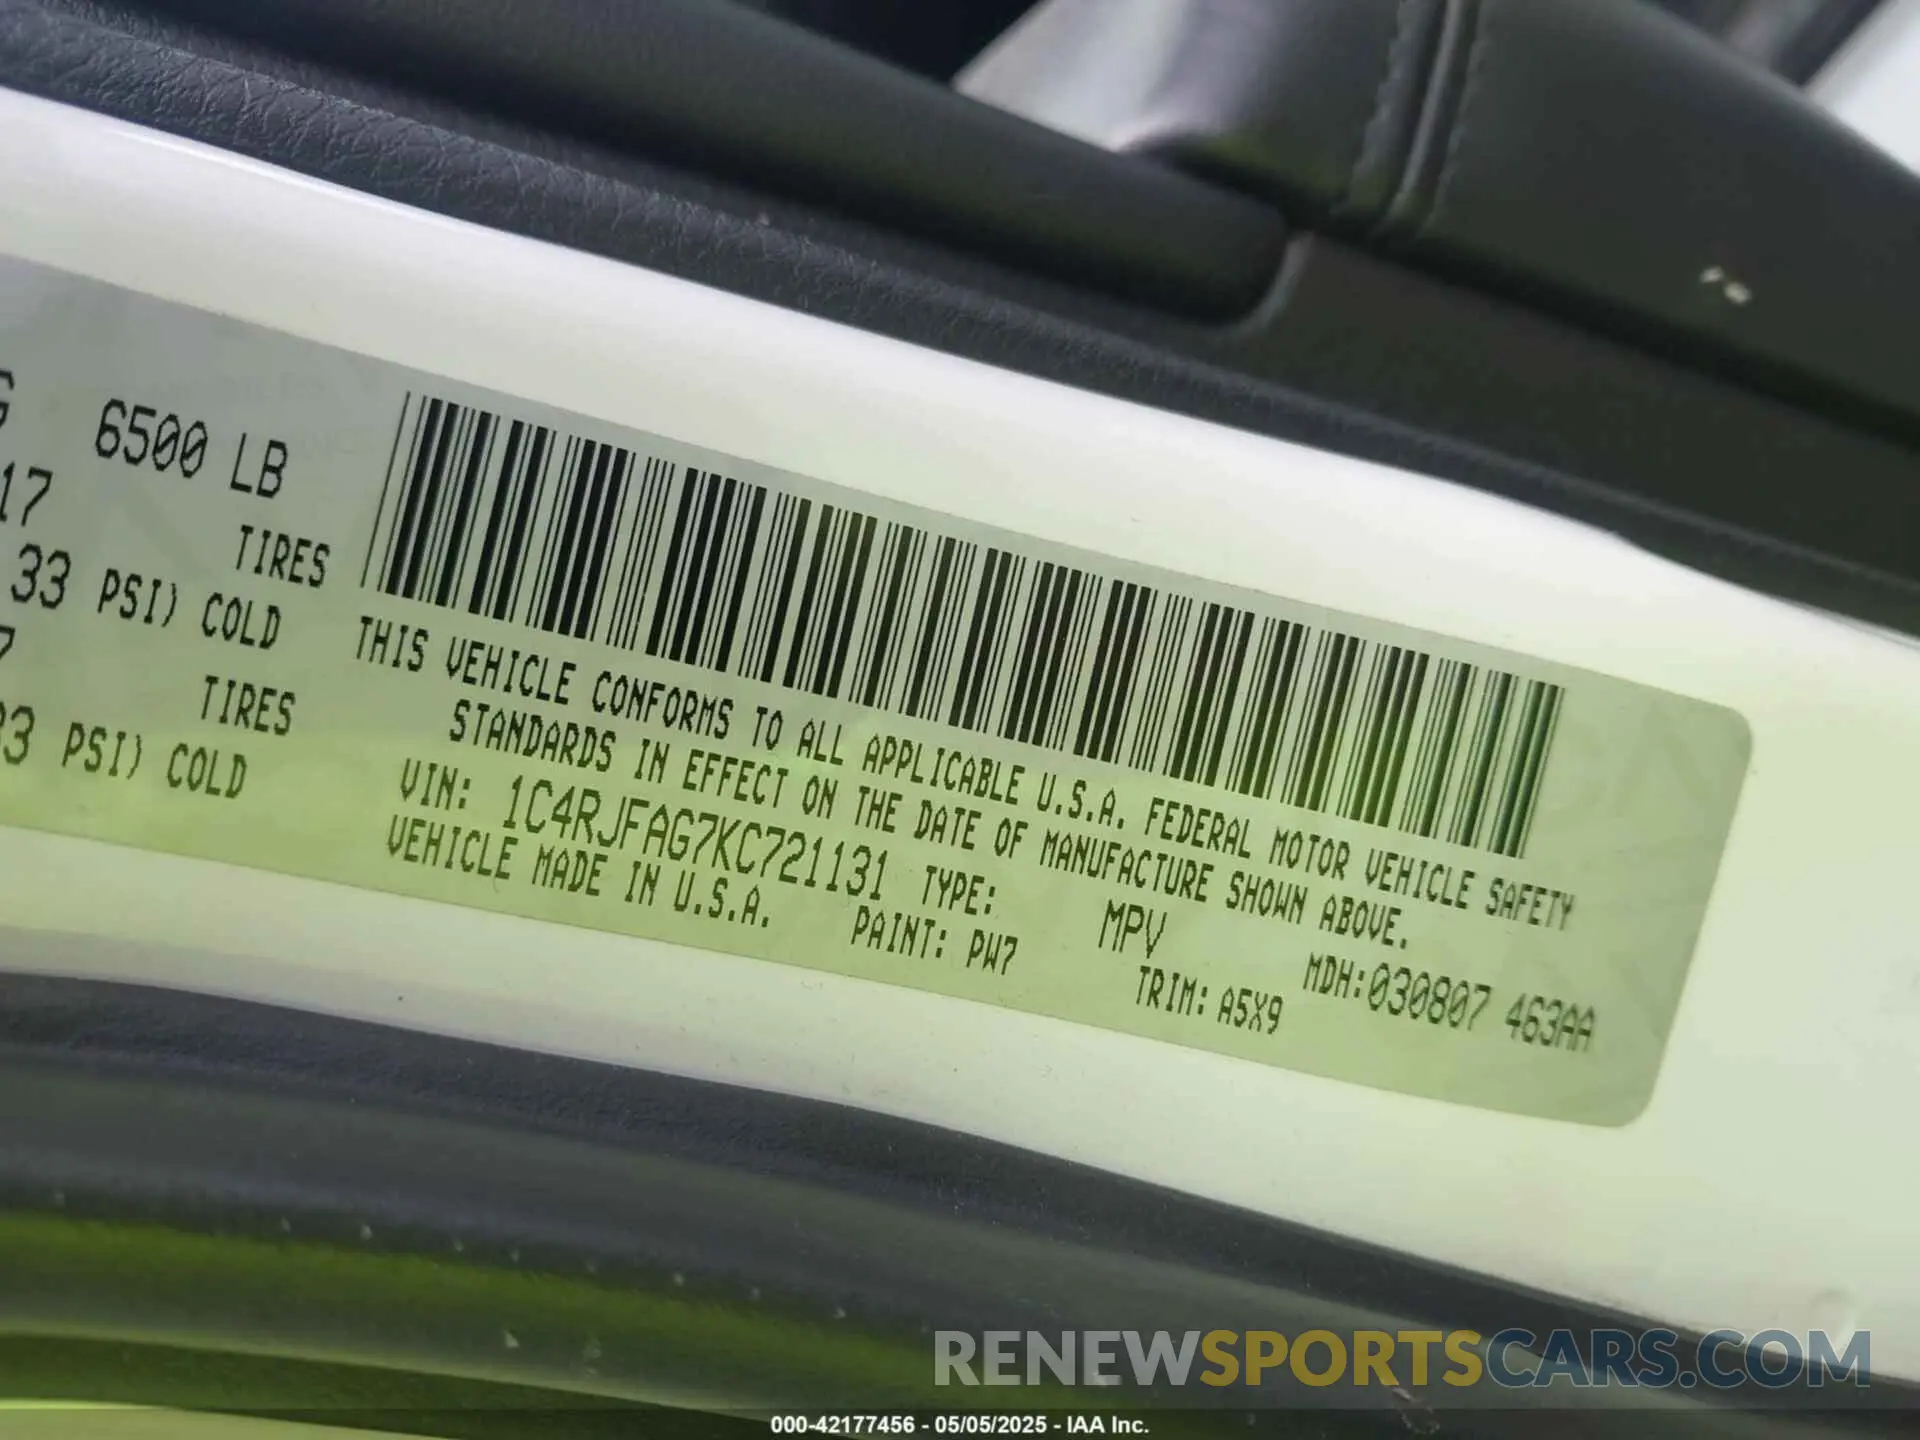 6500 LB
17 TIRES
33 PSI) COLD
7 TIRES
33 PSI) COLD
THIS VEHICLE CONFORMS TO ALL APPLICABLE U.S.A. FEDERAL MOTOR VEHICLE SAFETY
STANDARDS IN EFFECT ON THE DATE OF MANUFACTURE SHOWN ABOVE.
VIN: 1C4RJFAG7KC721131 TYPE: MPV MDH:030807 463AA
VEHICLE MADE IN U.S.A. PAINT: PW7 TRIM: A5X9
RENEWSPORTSCARS.COM
000-42177456 - 05/05/2025 - IAA Inc.